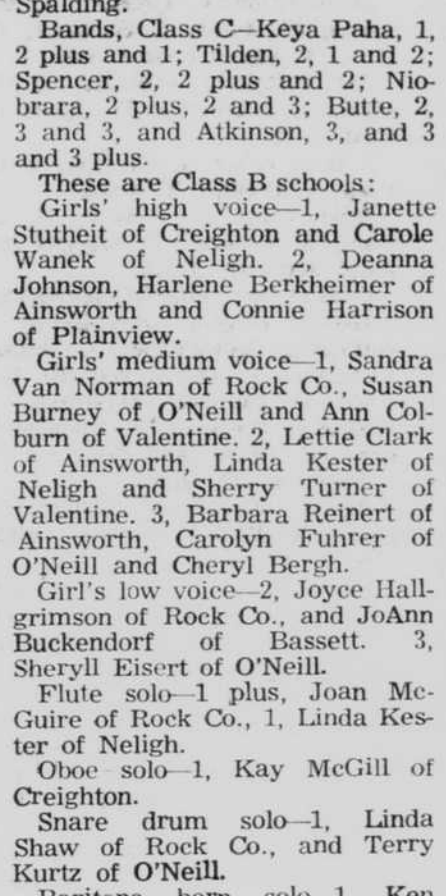 Spalding.
Bands, Class C—Keya Paha, 1,
2 plus and 1; Tilden, 2, 1 and 2;
Spencer, 2, 2 plus and 2; Nio-
brara, 2 plus, 2 and 3; Butte, 2,
3 and 3, and Atkinson, 3, and 3
and 3 plus.
These are Class B schools:
Girls' high voice—1, Janette
Stutheit of Creighton and Carole
Wanek of Neligh. 2, Deanna
Johnson, Harlene Berkheimer of
Ainsworth and Connie Harrison
of Plainview.
Girls' medium voice—1, Sandra
Van Norman of Rock Co., Susan
Burney of O'Neill and Ann Col-
burn of Valentine. 2, Lettie Clark
of Ainsworth, Linda Kester of
Neligh and Sherry Turner of
Valentine. 3, Barbara Reinert of
Ainsworth, Carolyn Fuhrer of
O'Neill and Cheryl Bergh.
Girl's low voice—2, Joyce Hall-
grimson of Rock Co., and JoAnn
Buckendorf of Bassett. 3,
Sheryll Eisert of O'Neill.
Flute solo—1 plus, Joan Mc-
Guire of Rock Co., 1, Linda Kes-
ter of Neligh.
Oboe solo—1, Kay McGill of
Creighton.
Snare drum solo—1, Linda
Shaw of Rock Co., and Terry
Kurtz of O'Neill.
Baritone horn solo—1, Ken